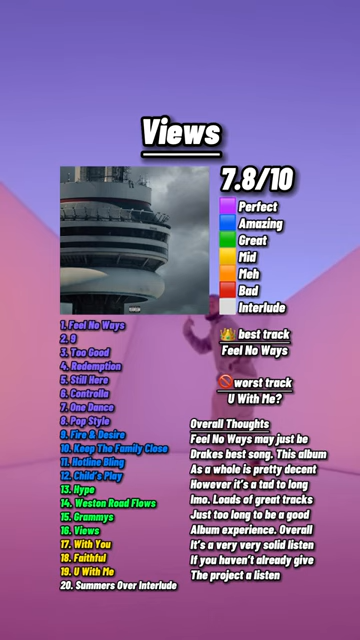 Views
7.8/10
Perfect
Amazing
Great
Mid
Meh
Bad
Interlude
best track
Feel No Ways
worst track
U With Me?
1. Feel No Ways
2. 9
3. Too Good
4. Redemption
5. Still Here
6. Controlla
7. One Dance
8. Pop Style
9. Fire & Desire
10. Keep The Family Close
11. Hotline Bling
12. Child's Play
13. Hype
14. Weston Road Flows
15. Grammys
16. Views
17. With You
18. Faithful
19. U With Me
20. Summers Over Interlude
Overall Thoughts
Feel No Ways may just be
Drakes best song. This album
As a whole is pretty decent
However it's a tad to long
Imo. Loads of great tracks
Just too long to be a good
Album experience. Overall
It's a very very solid listen
If you haven't already give
The project a listen